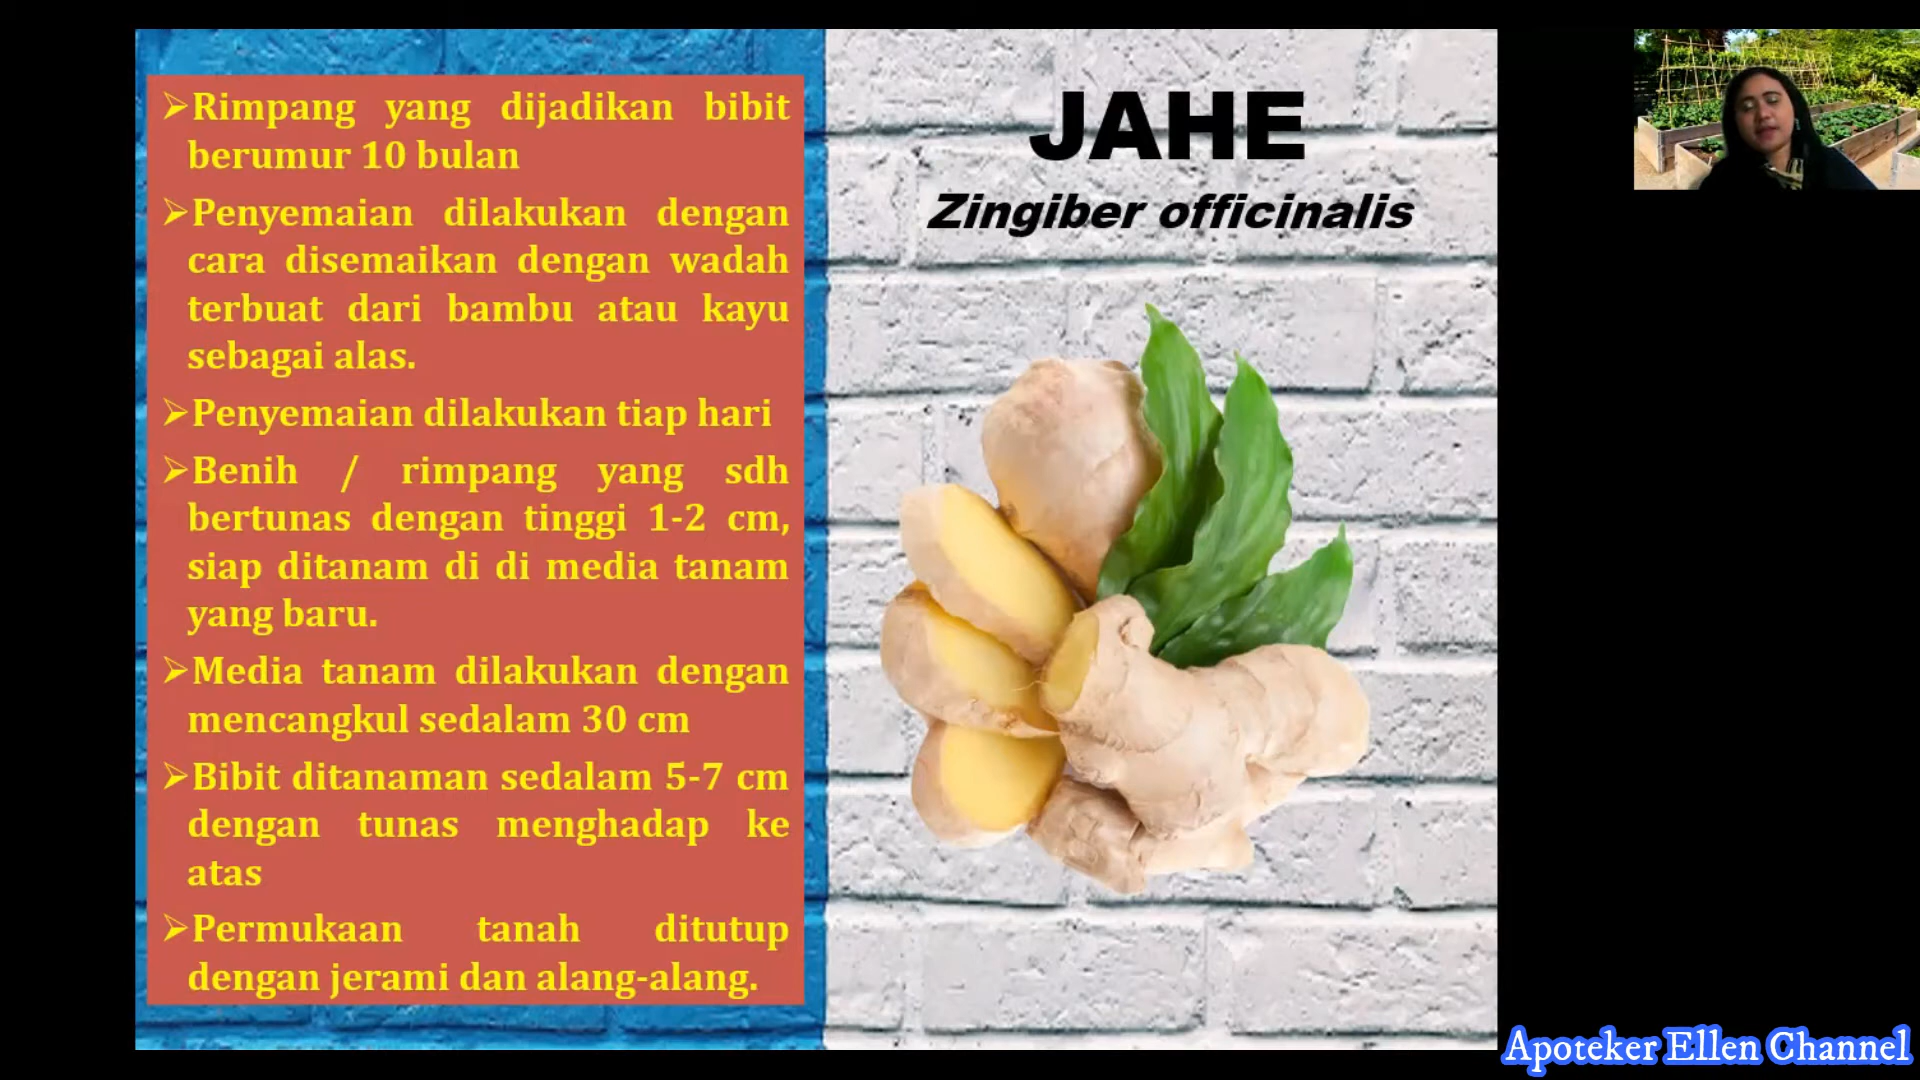 ➢Rimpang yang dijadikan bibit
berumur 10 bulan
➢Penyemaian dilakukan dengan
cara disemaikan dengan wadah
terbuat dari bambu atau kayu
sebagai alas.
➢Penyemaian dilakukan tiap hari
➢Benih / rimpang yang sdh
bertunas dengan tinggi 1-2 cm,
siap ditanam di di media tanam
yang baru.
➢Media tanam dilakukan dengan
mencangkul sedalam 30 cm
➢Bibit ditanaman sedalam 5-7 cm
dengan tunas menghadap ke
atas
➢Permukaan tanah ditutup
dengan jerami dan alang-alang.
JAHE
Zingiber officinalis
Apoteker Ellen Channel